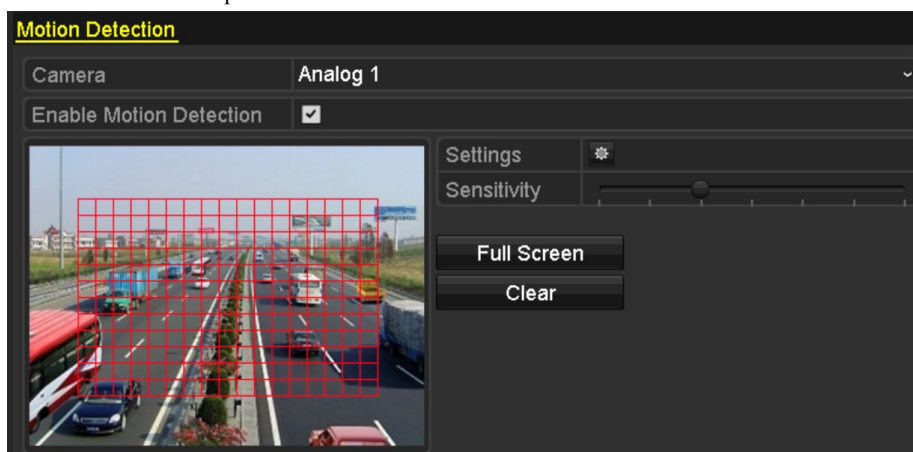 Motion Detection
Camera Analog 1
Enable Motion Detection
Settings
Sensitivity
Full Screen
Clear